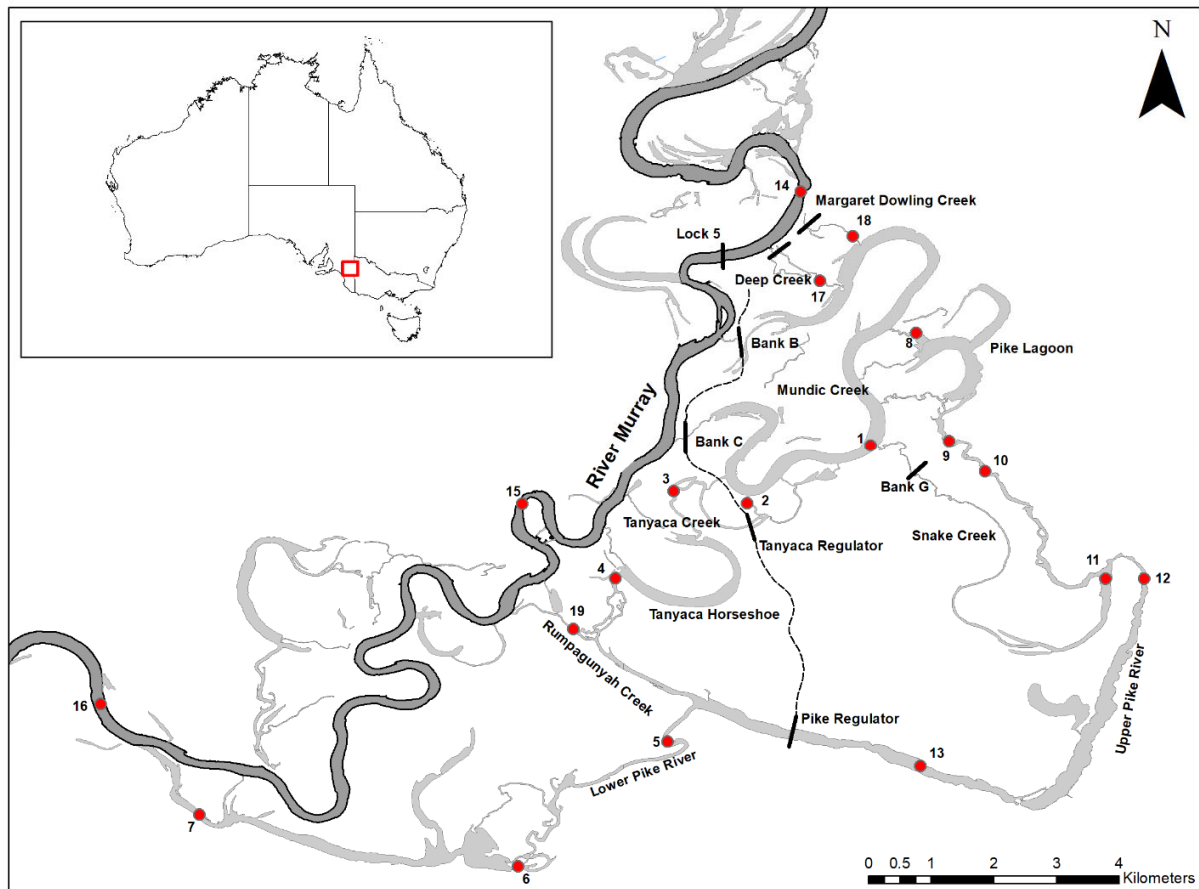 N
14
Margaret Dowling Creek
18
Lock 5
Deep Creek
17
Bank B
8
Pike Lagoon
Mundic Creek
River Murray
Bank C
1
9
10
Bank G
3
2
15
Tanyaca Creek
Snake Creek
Tanyaca Regulator
4
11
12
Tanyaca Horseshoe
19
Rumpagunyah Creek
Upper Pike River
16
Pike Regulator
5
13
Lower Pike River
7
6
0 0.5 1 2 3 4
Kilometers